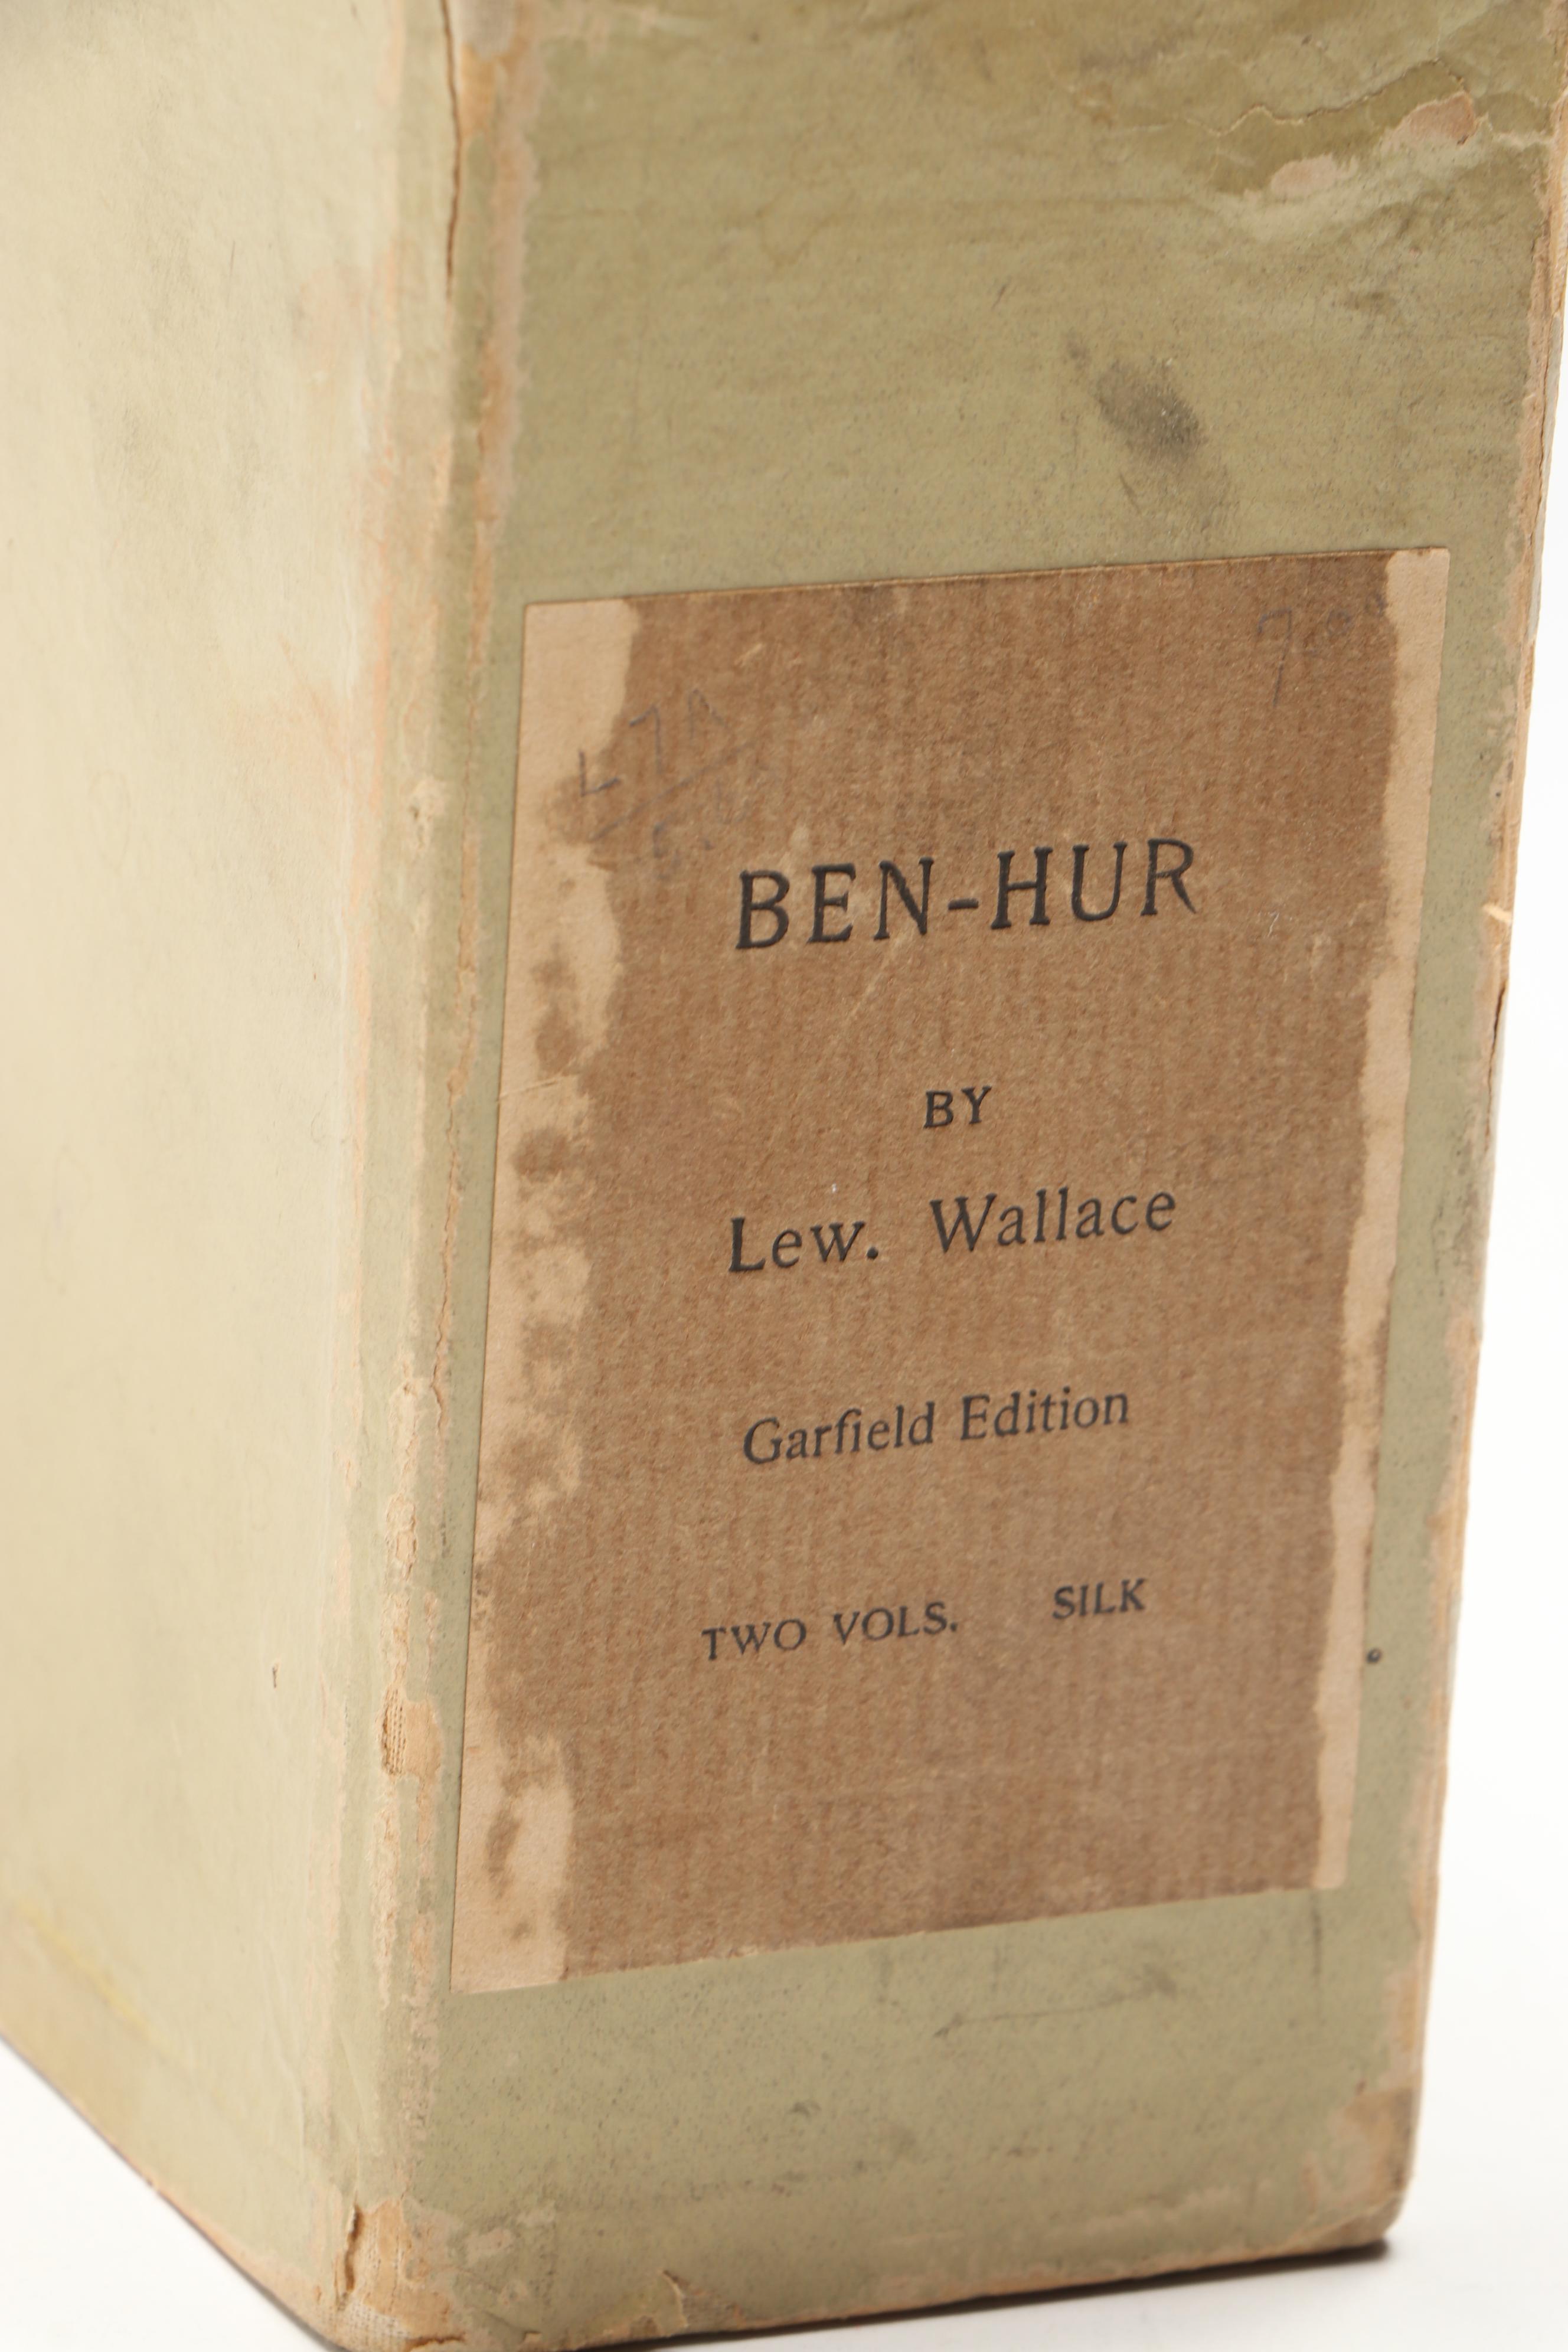 BEN-HUR
BY
Lew. Wallace
Garfield Edition
TWO VOLS. SILK